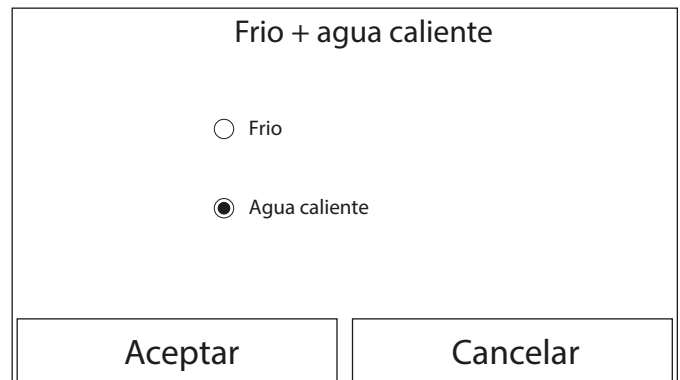 Frio + agua caliente
Frio
Agua caliente
Aceptar
Cancelar